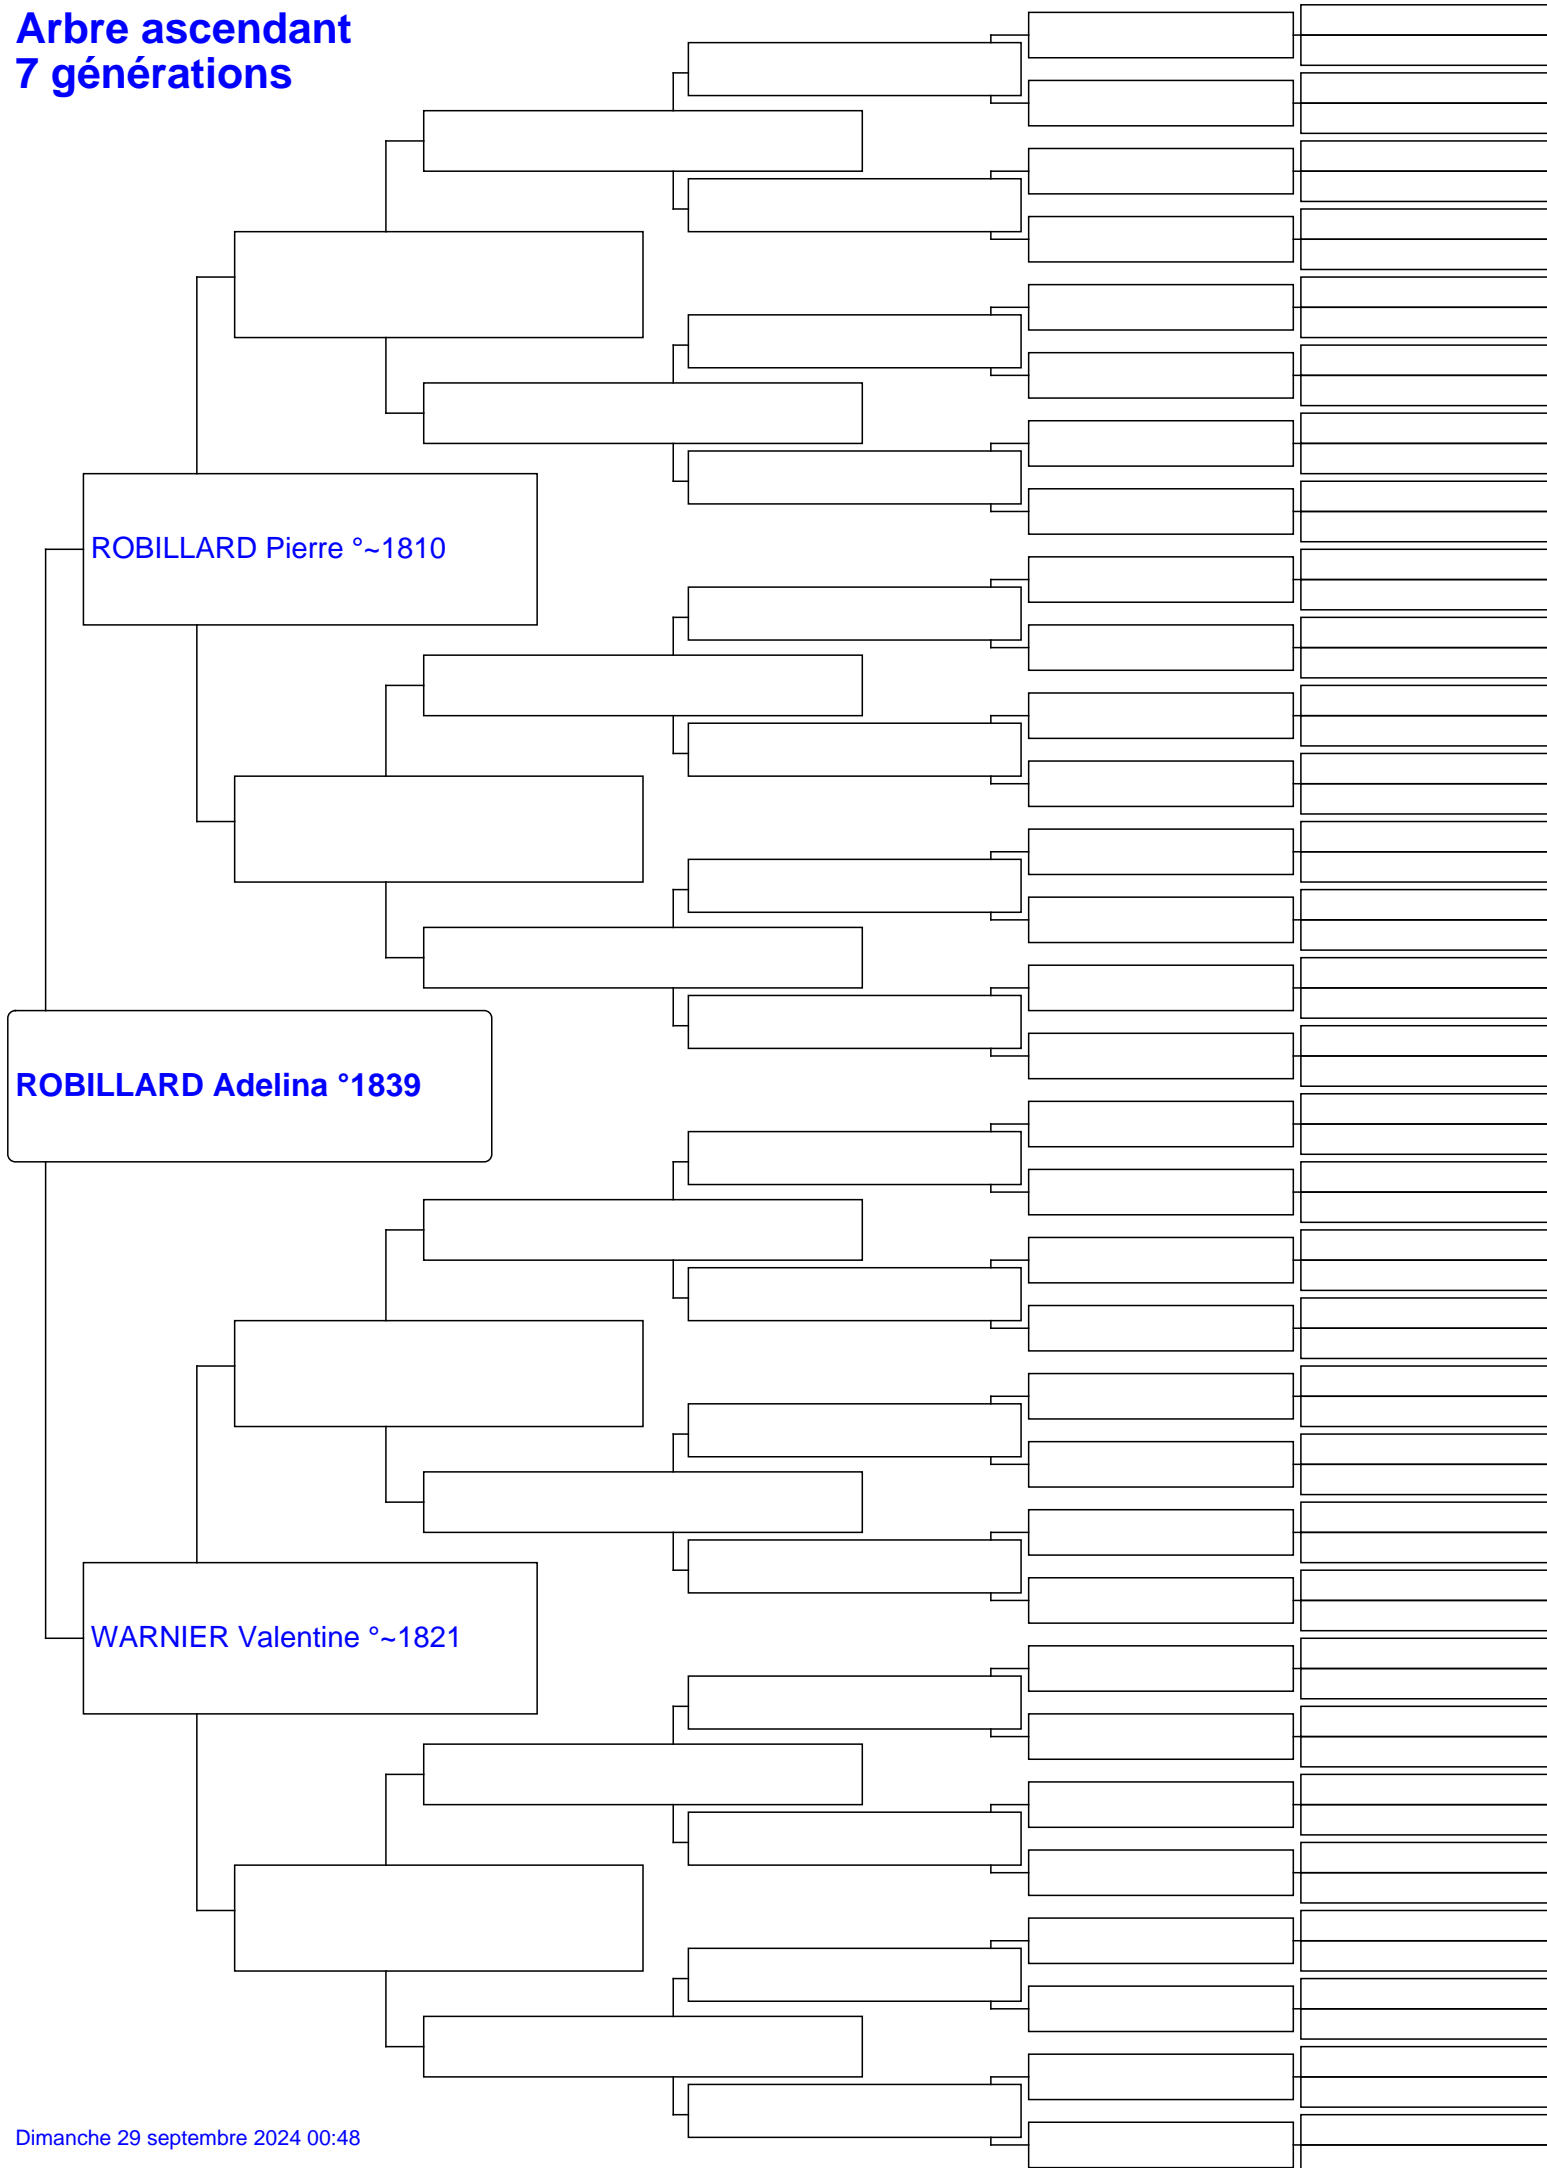 Arbre ascendant
7 générations
ROBILLARD Pierre °~1810
ROBILLARD Adelina °1839
WARNIER Valentine °~1821
Dimanche 29 septembre 2024 00:48